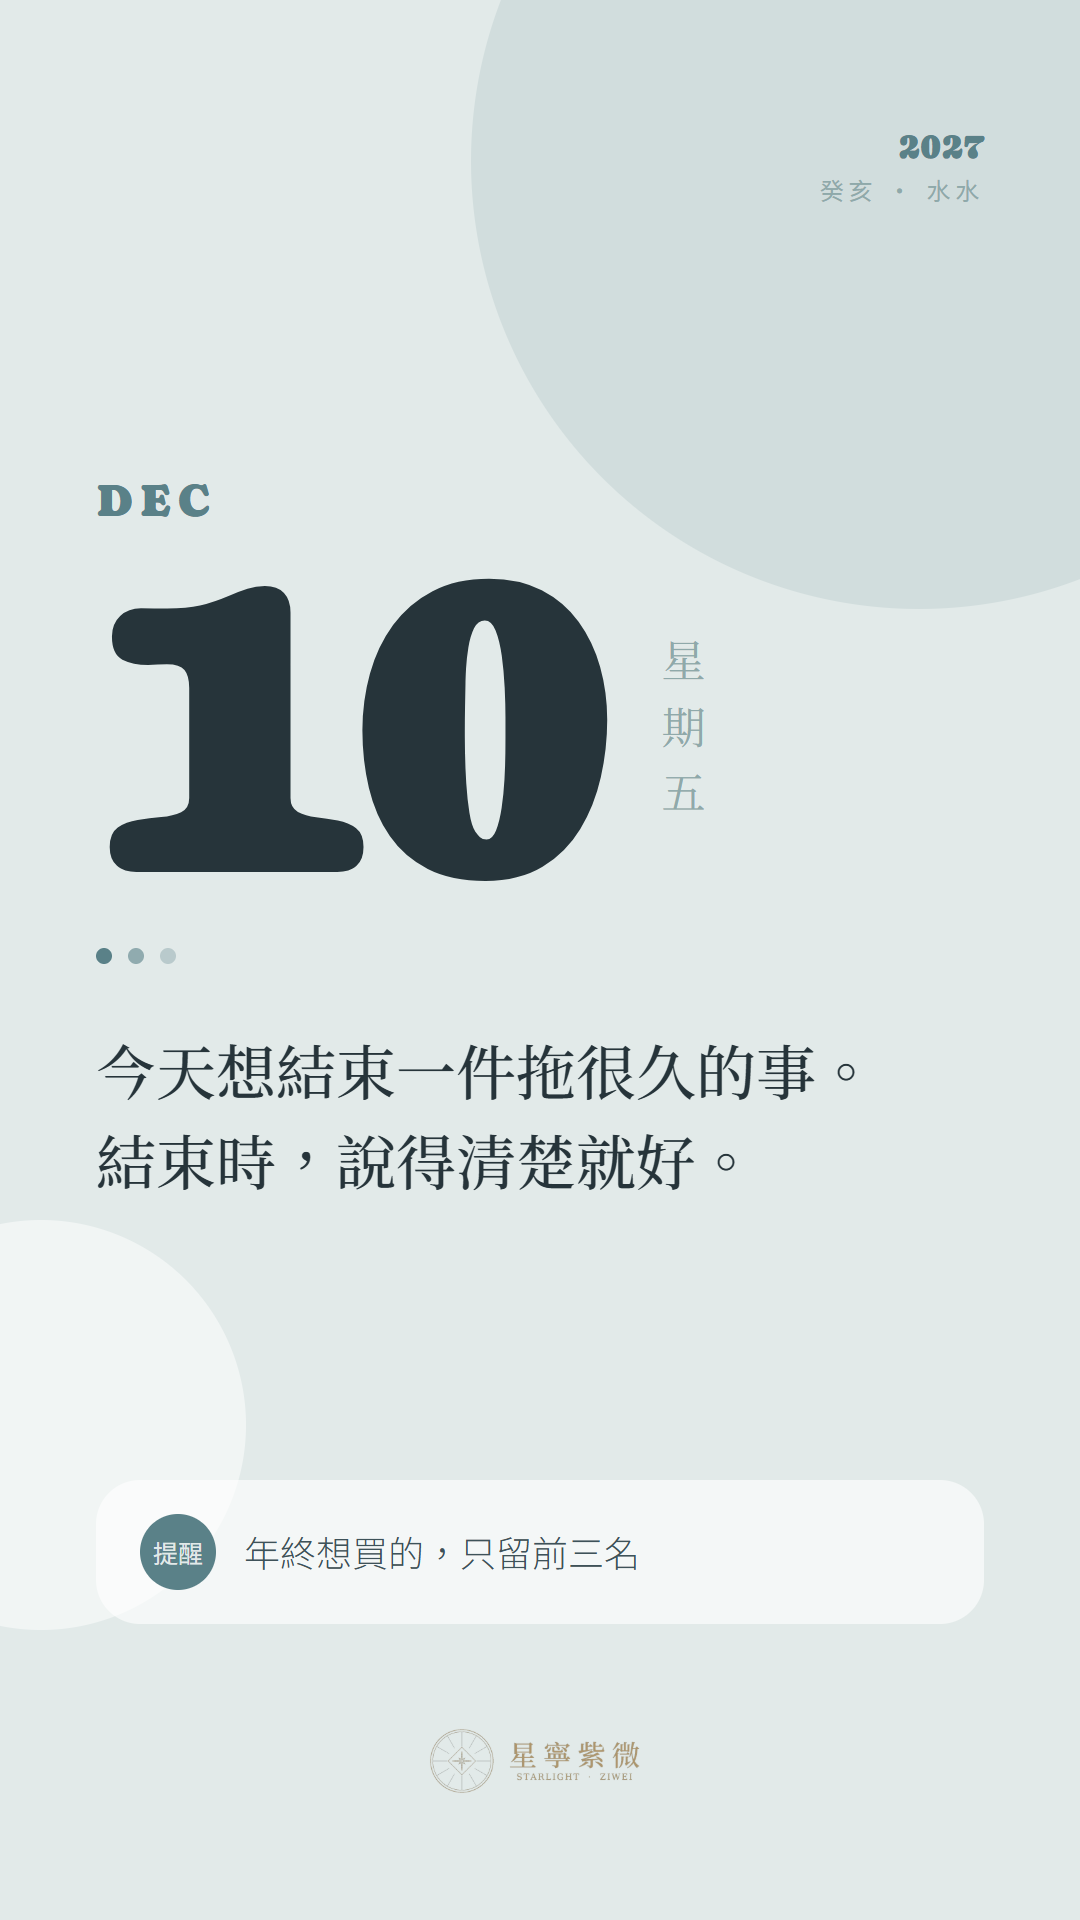 2027
癸亥 · 水水
DEC
10
星期五
今天想結束一件拖很久的事。
結束時，說得清楚就好。
提醒
年終想買的，只留前三名
星寧紫微
STARLIGHT · ZIWEI